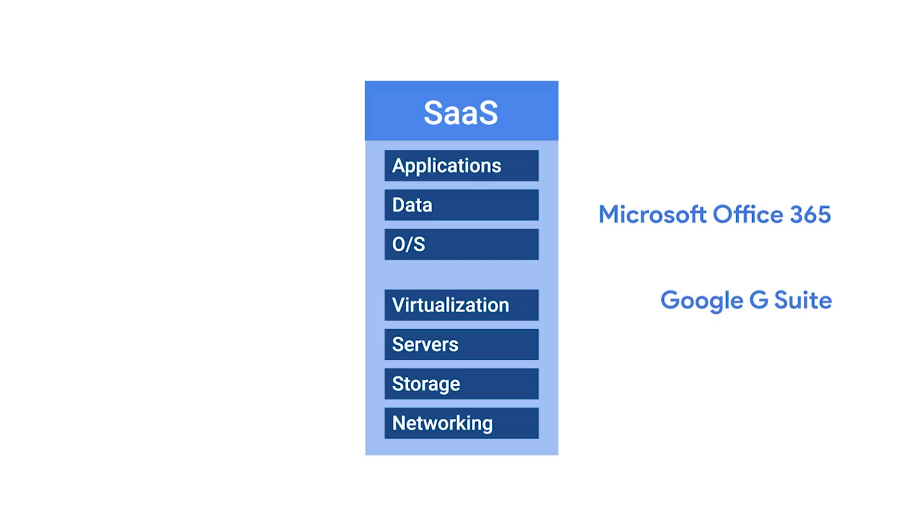 SaaS
Applications
Data
O/S
Virtualization
Servers
Storage
Networking
Microsoft Office 365
Google G Suite